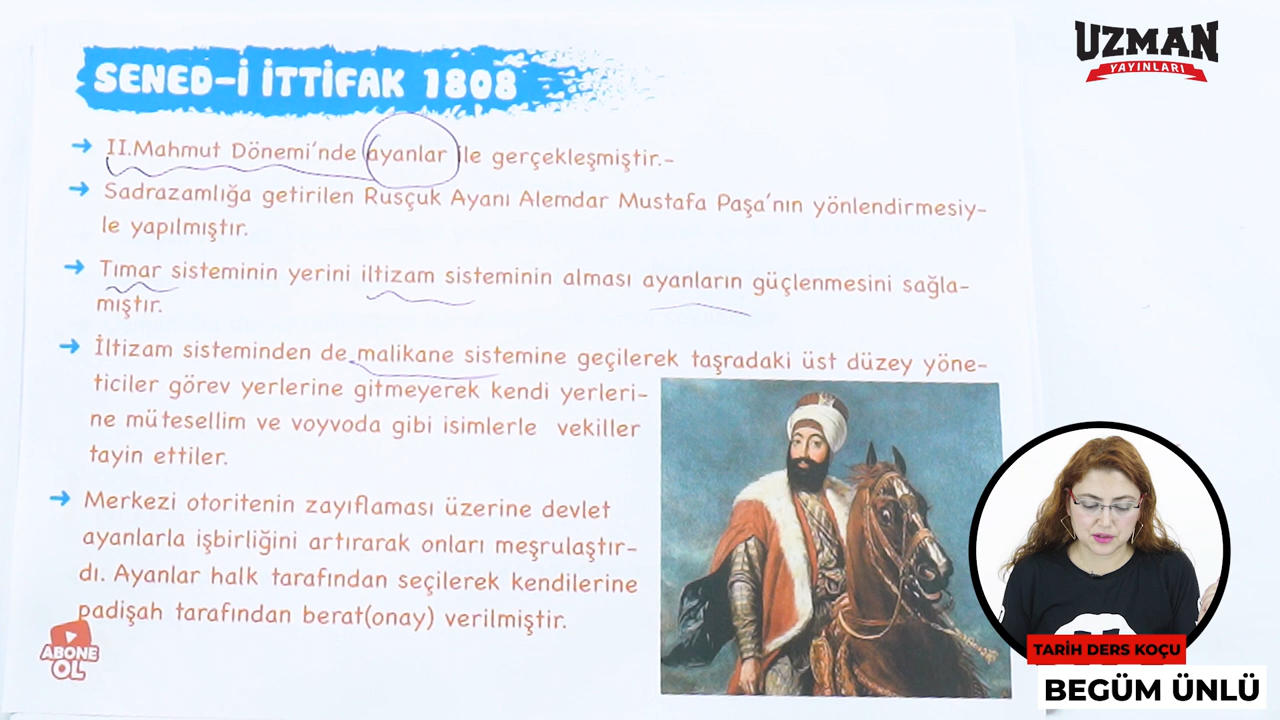 UZMAN
YAYINLARI
SENED-İ İTTİFAK 1808
II.Mahmut Dönemi'nde ayanlar ile gerçekleşmiştir.-
Sadrazamlığa getirilen Rusçuk Ayanı Alemdar Mustafa Paşa'nın yönlendirmesiy-
le yapılmıştır.
Tımar sisteminin yerini iltizam sisteminin alması ayanların güçlenmesini sağla-
mıştır.
İltizam sisteminden de malikane sistemine geçilerek taşradaki üst düzey yöne-
ticiler görev yerlerine gitmeyerek kendi yerleri-
ne mütesellim ve voyvoda gibi isimlerle vekiller
tayin ettiler.
Merkezi otoritenin zayıflaması üzerine devlet
ayanlarla işbirliğini artırarak onları meşrulaştır-
dı. Ayanlar halk tarafından seçilerek kendilerine
padişah tarafından berat(onay) verilmiştir.
ABONE
OL
TARİH DERS KOÇU
BEGÜM ÜNLÜ